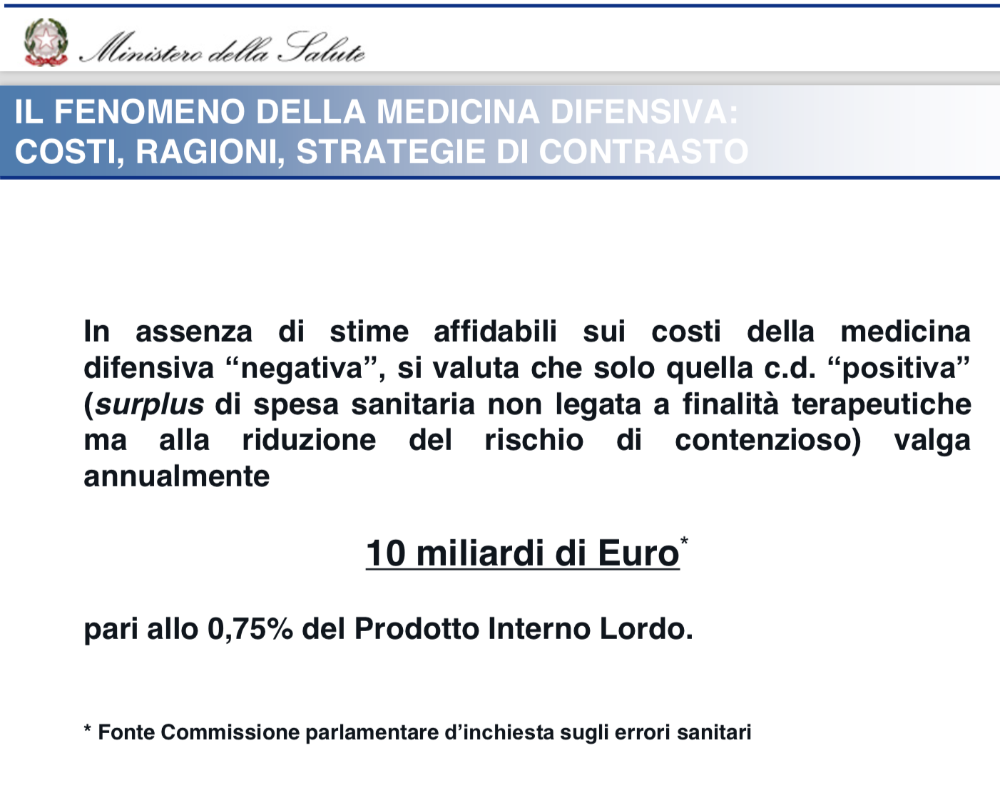 Ministero della Salute
IL FENOMENO DELLA MEDICINA DIFENSIVA:
COSTI, RAGIONI, STRATEGIE DI CONTRASTO
In assenza di stime affidabili sui costi della medicina
difensiva “negativa”, si valuta che solo quella c.d. “positiva”
(surplus di spesa sanitaria non legata a finalità terapeutiche
ma alla riduzione del rischio di contenzioso) valga
annualmente
10 miliardi di Euro*
pari allo 0,75% del Prodotto Interno Lordo.
* Fonte Commissione parlamentare d’inchiesta sugli errori sanitari